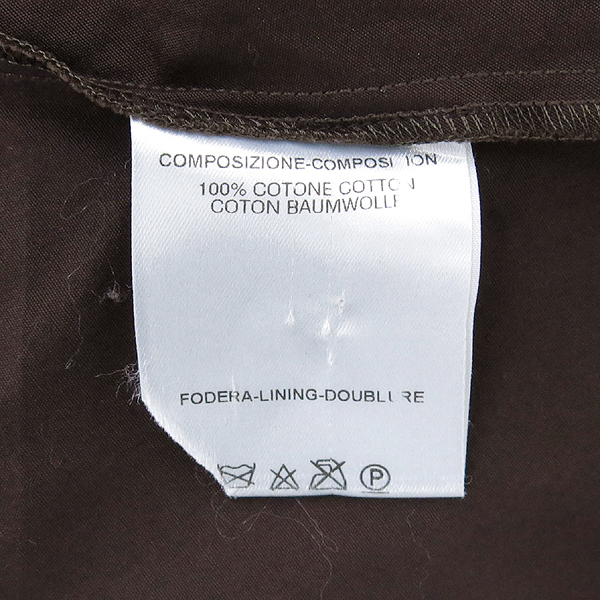 COMPOSIZIONE-COMPOSITION
100% COTONE COTTON
COTON BAUMWOLLE
FODERA-LINING-DOUBLURE
P